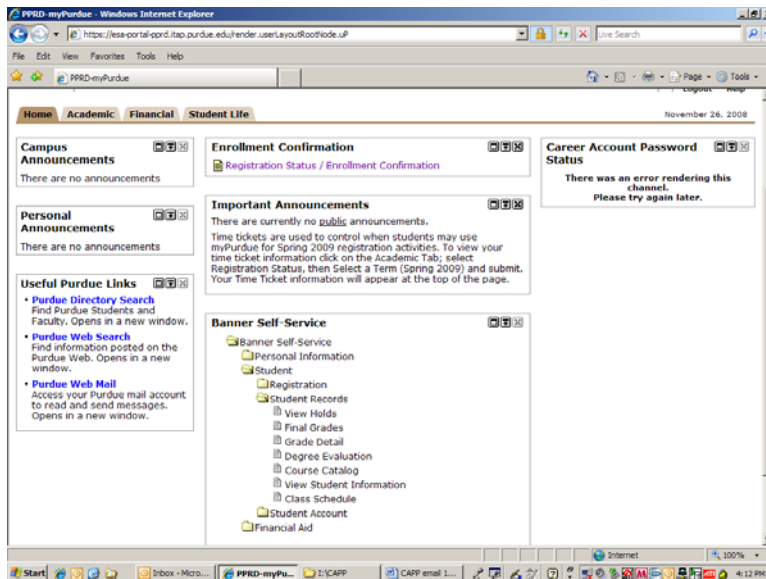 PPRD-myPurdue - Windows Internet Explorer
https://esa-portal-pprd.itap.purdue.edu/render.userLayoutRootNode.uP
Live Search
File Edit View Favorites Tools Help
PPRD-myPurdue
Page Tools
Logout Help
Home Academic Financial Student Life
November 26, 2008
Campus
Announcements
There are no announcements
Personal
Announcements
There are no announcements
Useful Purdue Links
• Purdue Directory Search
Find Purdue Students and
Faculty. Opens in a new window.
• Purdue Web Search
Find information posted on the
Purdue Web. Opens in a new
window.
• Purdue Web Mail
Access your Purdue mail account
to read and send messages.
Opens in a new window.
Enrollment Confirmation
Registration Status / Enrollment Confirmation
Important Announcements
There are currently no public announcements.
Time tickets are used to control when students may use
myPurdue for Spring 2009 registration activities. To view your
time ticket information click on the Academic Tab; select
Registration Status, then Select a Term (Spring 2009) and submit.
Your Time Ticket information will appear at the top of the page.
Banner Self-Service
Banner Self-Service
Personal Information
Student
Registration
Student Records
View Holds
Final Grades
Grade Detail
Degree Evaluation
Course Catalog
View Student Information
Class Schedule
Student Account
Financial Aid
Career Account Password
Status
There was an error rendering this
channel.
Please try again later.
Internet
100%
Start
Inbox - Micro...
PPRD-myPu...
I:\CAPP
CAPP email 1...
4:12 PM